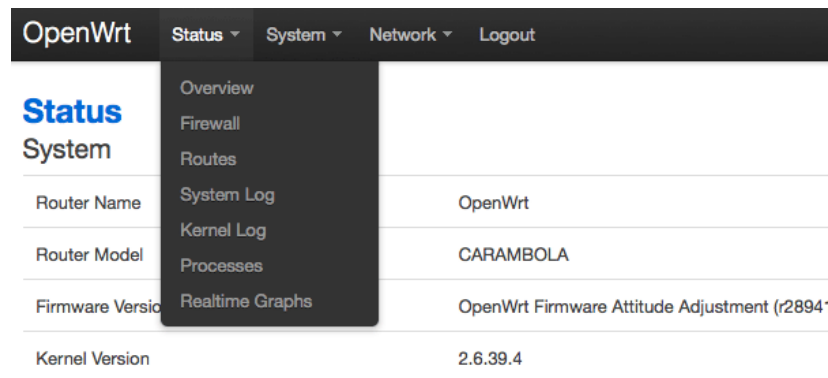 OpenWrt Status System Network Logout
Overview
Firewall
Routes
System Log
Kernel Log
Processes
Realtime Graphs
Status
System
Router Name OpenWrt
Router Model CARAMBOLA
Firmware Versio OpenWrt Firmware Attitude Adjustment (r28941
Kernel Version 2.6.39.4